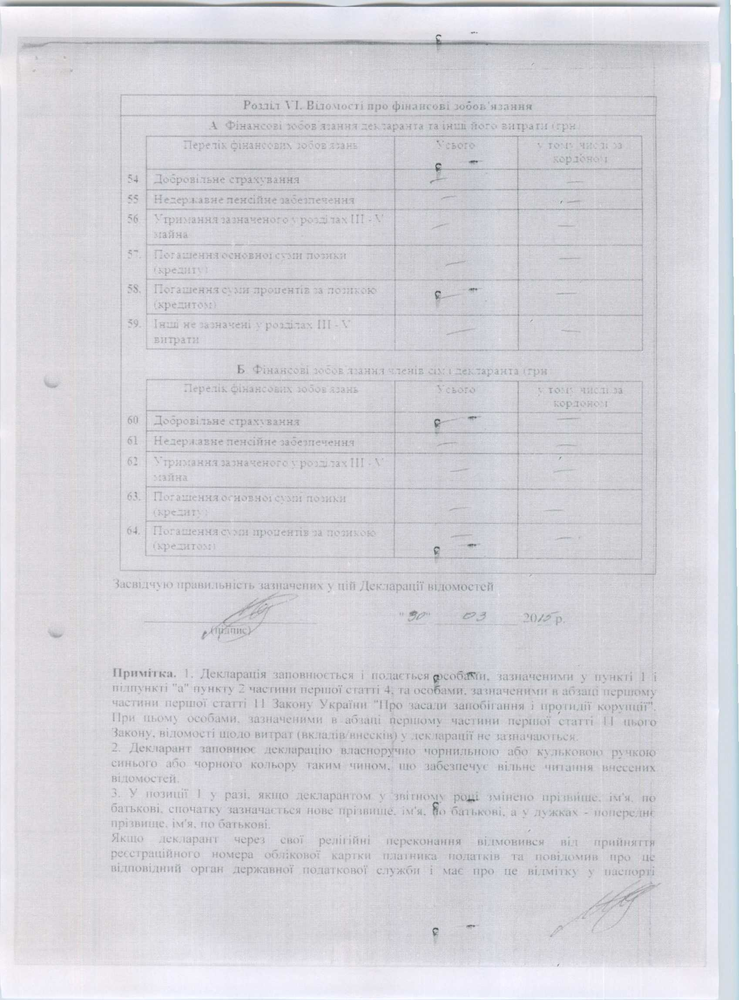 Розділ VI. Відомості про фінансові зобов'язання
А. Фінансові зобов'язання декларанта та інші його витрати (грн)
Перелік фінансових зобов'язань Усього у тому числі за
кордоном
54 Добровільне страхування — —
55 Недержавне пенсійне забезпечення — —
56 Утримання зазначеного у розділах III - V
майна — —
57. Погашення основної суми позики
(кредиту) — —
58. Погашення суми процентів за позикою
(кредитом) — —
59. Інші не зазначені у розділах III - V
витрати — —
Б. Фінансові зобов'язання членів сім'ї декларанта (грн
Перелік фінансових зобов'язань Усього у тому числі за
кордоном
60 Добровільне страхування — —
61 Недержавне пенсійне забезпечення — —
62 Утримання зазначеного у розділах III - V
майна — —
63. Погашення основної суми позики
(кредиту) — —
64. Погашення суми процентів за позикою
(кредитом) — —
Засвідчую правильність зазначених у цій Декларації відомостей
"30" 03 2015 р.
(підпис)
Примітка. 1. Декларація заповнюється і подається особами, зазначеними у пункті 1 і
підпункті "а" пункту 2 частини першої статті 4, та особами, зазначеними в абзаці першому
частини першої статті 11 Закону України "Про засади запобігання і протидії корупції".
При цьому особами, зазначеними в абзаці першому частини першої статті 11 цього
Закону, відомості щодо витрат (вкладів/внесків) у декларації не зазначаються.
2. Декларант заповнює декларацію власноручно чорнильною або кульковою ручкою
синього або чорного кольору таким чином, що забезпечує вільне читання внесених
відомостей.
3. У позиції 1 у разі, якщо декларантом у звітному році змінено прізвище, ім'я, по
батькові, спочатку зазначається нове прізвище, ім'я, по батькові, а у дужках - попереднє
прізвище, ім'я, по батькові.
Якщо декларант через свої релігійні переконання відмовився від прийняття
реєстраційного номера облікової картки платника податків та повідомив про це
відповідний орган державної податкової служби і має про це відмітку у паспорті